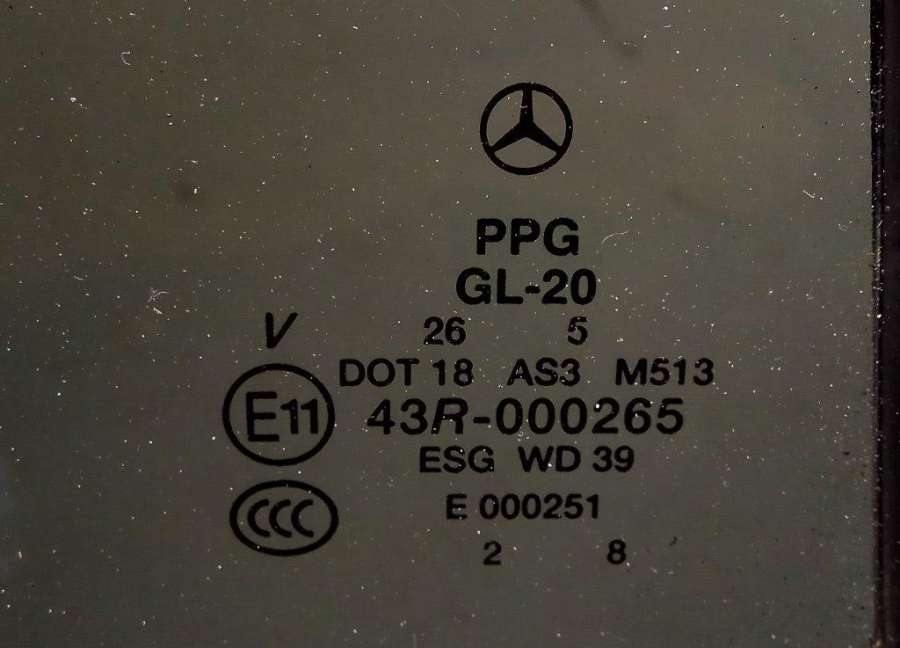 PPG
GL-20
26 5
V
DOT 18 AS3 M513
E11 43R-000265
ESG WD 39
CCC E 000251
2 8